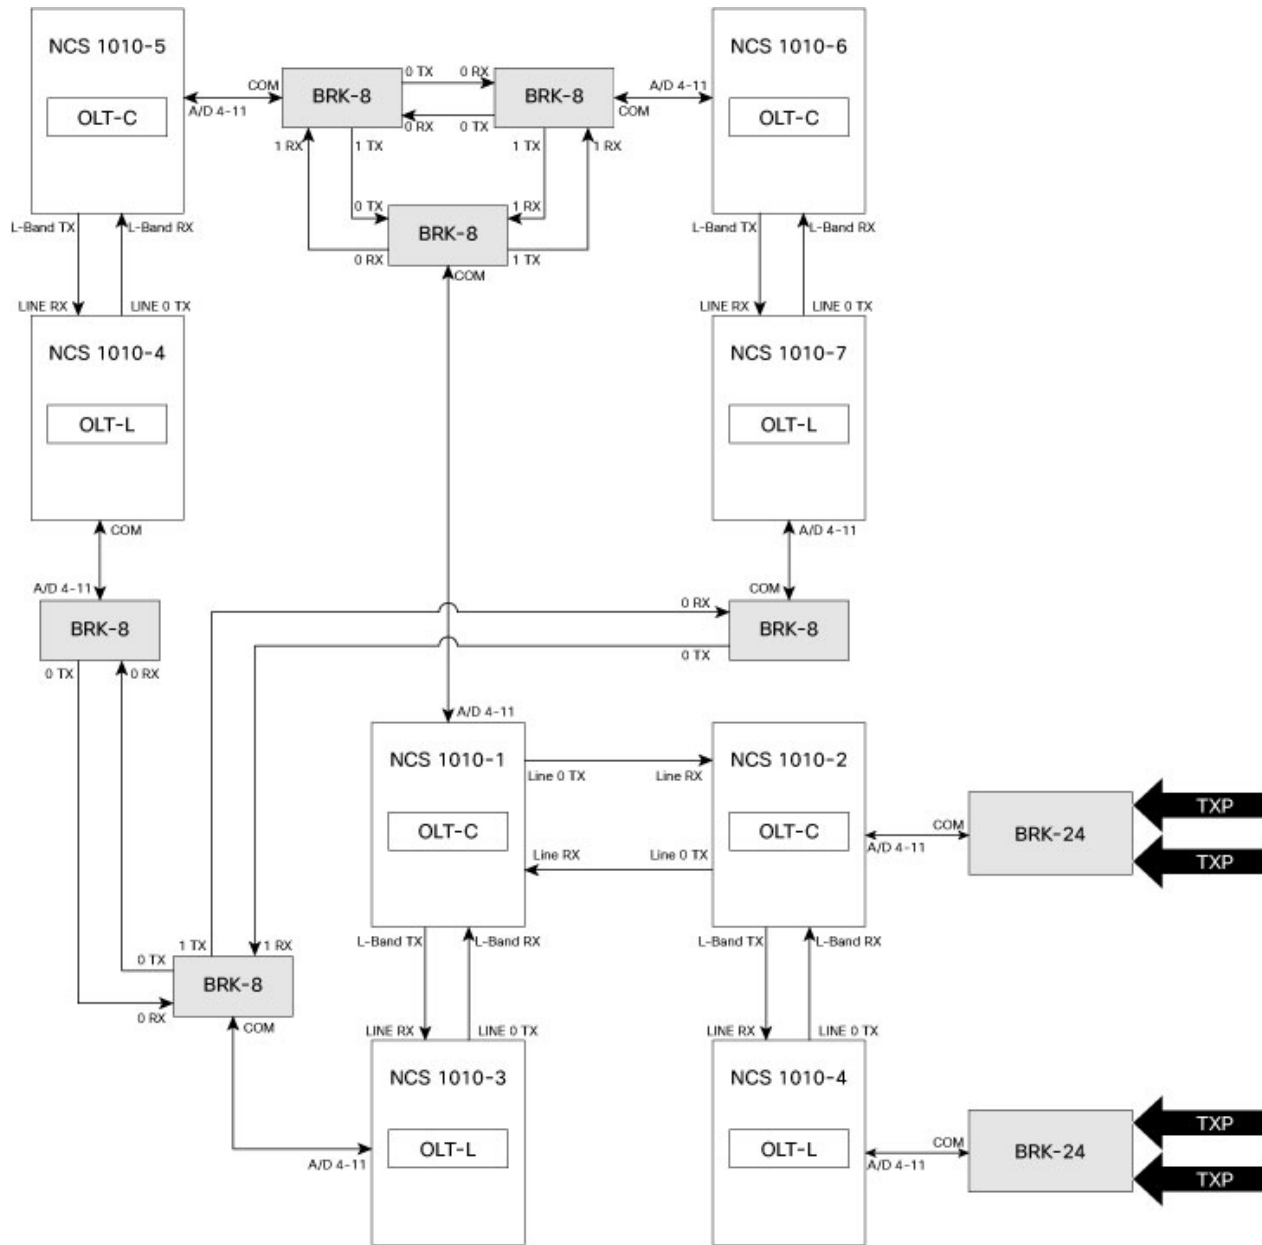 NCS 1010-5
OLT-C
COM
A/D 4-11
BRK-8
0 TX
0 RX
0 RX
0 TX
BRK-8
COM
A/D 4-11
NCS 1010-6
OLT-C
1 RX
1 TX
1 TX
1 RX
0 TX
1 RX
BRK-8
0 RX
1 TX
COM
L-Band TX
L-Band RX
L-Band TX
L-Band RX
LINE RX
LINE 0 TX
LINE RX
LINE 0 TX
NCS 1010-4
OLT-L
NCS 1010-7
OLT-L
COM
A/D 4-11
A/D 4-11
COM
BRK-8
0 RX
BRK-8
0 TX
0 TX
0 RX
A/D 4-11
NCS 1010-1
OLT-C
Line 0 TX
Line RX
Line RX
Line 0 TX
NCS 1010-2
OLT-C
A/D 4-11
COM
BRK-24
TXP
TXP
L-Band TX
L-Band RX
L-Band TX
L-Band RX
1 TX
1 RX
0 TX
BRK-8
0 RX
COM
LINE RX
LINE 0 TX
LINE RX
LINE 0 TX
NCS 1010-3
OLT-L
A/D 4-11
NCS 1010-4
OLT-L
A/D 4-11
COM
BRK-24
TXP
TXP